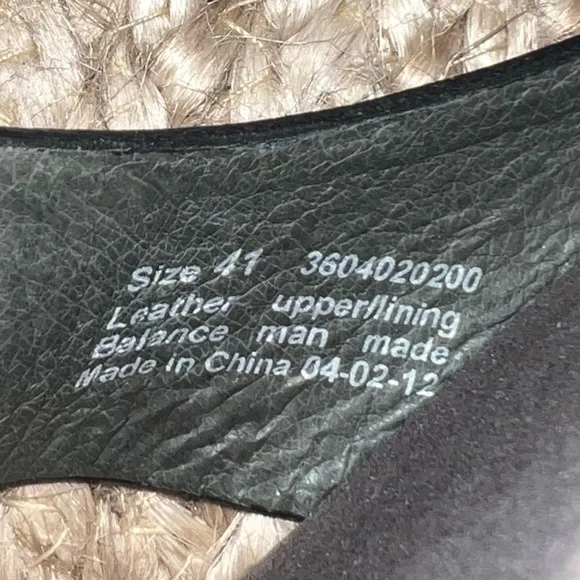 Size 41 3604020200
Leather upper/lining
Balance man made
Made in China 04-02-12